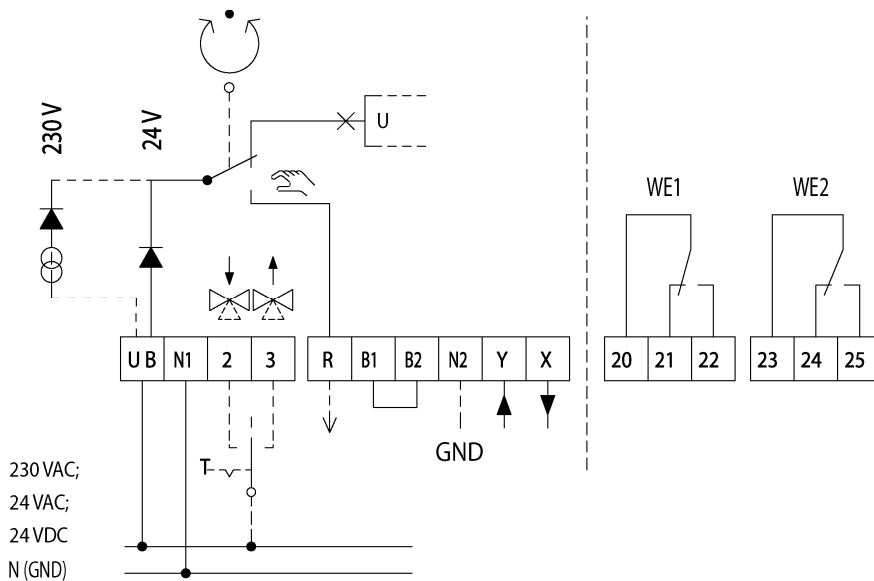 230 V
24 V
U
WE1
WE2
U B
N1
2
3
R
B1
B2
N2
Y
X
20
21
22
23
24
25
GND
T
230 VAC;
24 VAC;
24 VDC
N (GND)